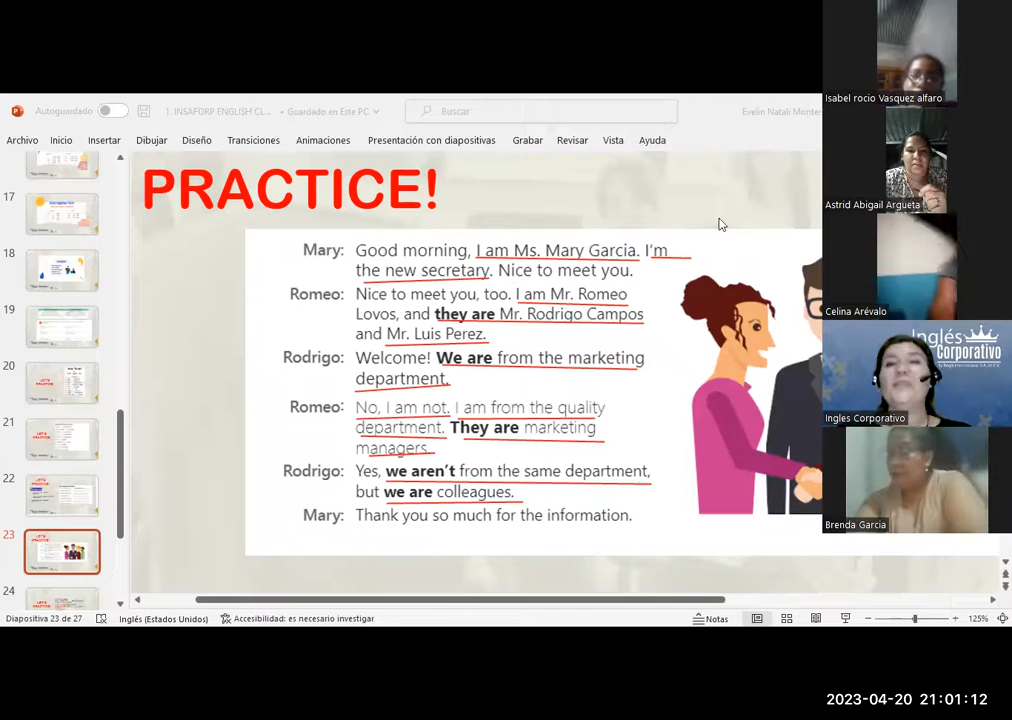 Autoguardado
1. INSAFORP ENGLISH CL... • Guardado en Este PC
Buscar
Evelin Natali Montes
Archivo Inicio Insertar Dibujar Diseño Transiciones Animaciones Presentación con diapositivas Grabar Revisar Vista Ayuda
PRACTICE!
Mary: Good morning, I am Ms. Mary Garcia. I'm
the new secretary. Nice to meet you.
Romeo: Nice to meet you, too. I am Mr. Romeo
Lovos, and they are Mr. Rodrigo Campos
and Mr. Luis Perez.
Rodrigo: Welcome! We are from the marketing
department.
Romeo: No, I am not. I am from the quality
department. They are marketing
managers.
Rodrigo: Yes, we aren't from the same department,
but we are colleagues.
Mary: Thank you so much for the information.
17
18
19
20
21
22
23
24
Diapositiva 23 de 27 Inglés (Estados Unidos) Accesibilidad: es necesario investigar Notas 125%
Isabel rocio Vasquez alfaro
Astrid Abigail Argueta
Celina Arévalo
Inglés
Corporativo
Ingles Corporativo
Brenda Garcia
2023-04-20 21:01:12